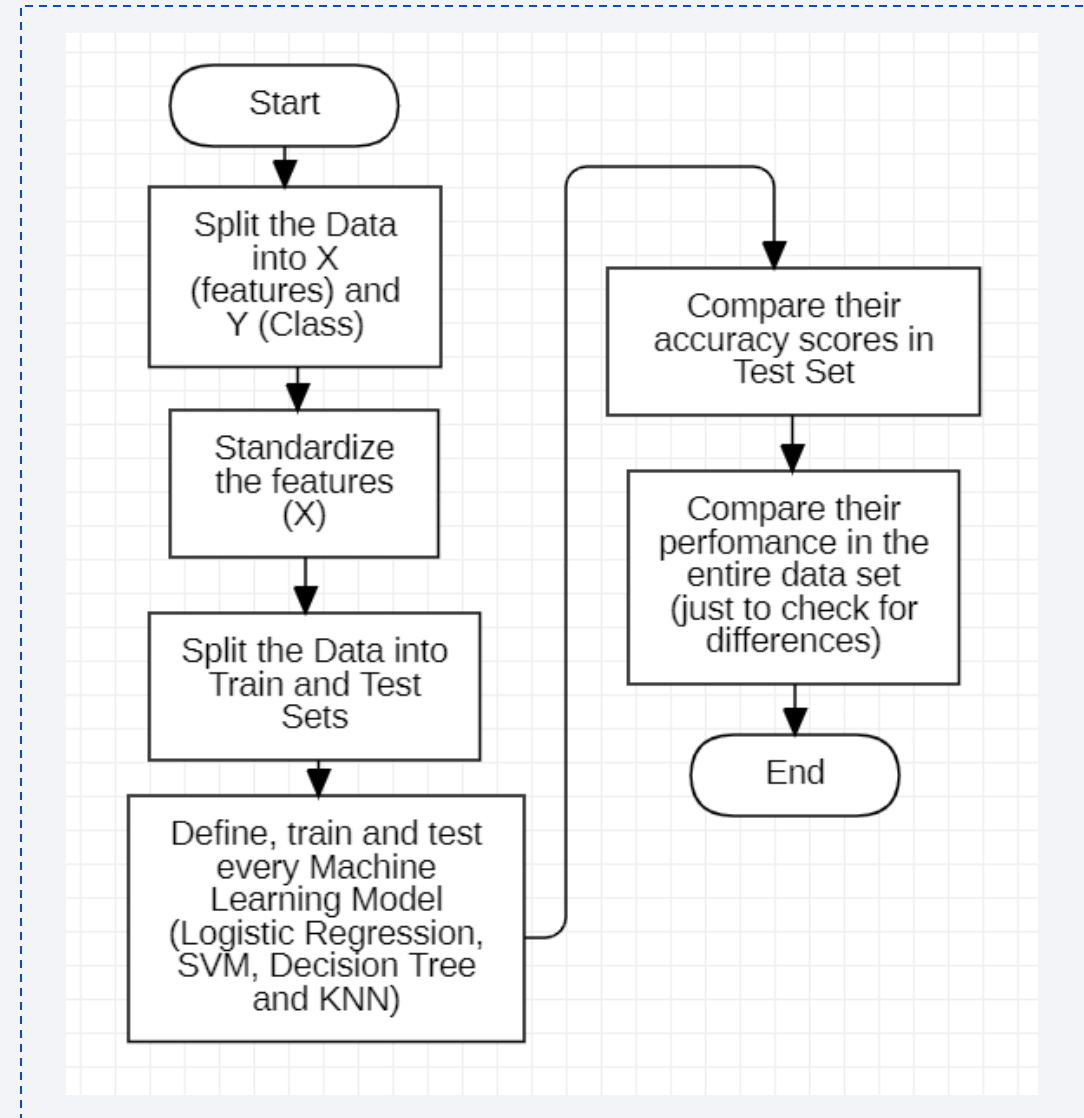 Start
Split the Data
into X
(features) and
Y (Class)
Standardize
the features
(X)
Split the Data into
Train and Test
Sets
Define, train and test
every Machine
Learning Model
(Logistic Regression,
SVM, Decision Tree
and KNN)
Compare their
accuracy scores in
Test Set
Compare their
perfomance in the
entire data set
(just to check for
differences)
End